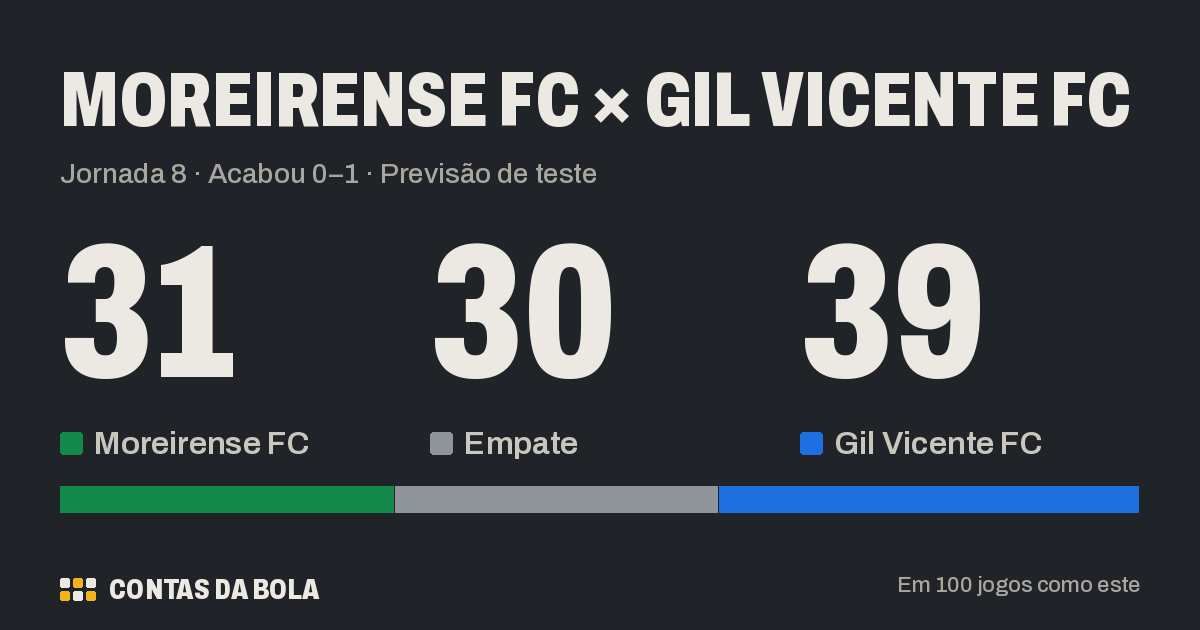 MOREIRENSE FC × GIL VICENTE FC
Jornada 8 · Acabou 0–1 · Previsão de teste
31 30 39
Moreirense FC Empate Gil Vicente FC
CONTAS DA BOLA Em 100 jogos como este